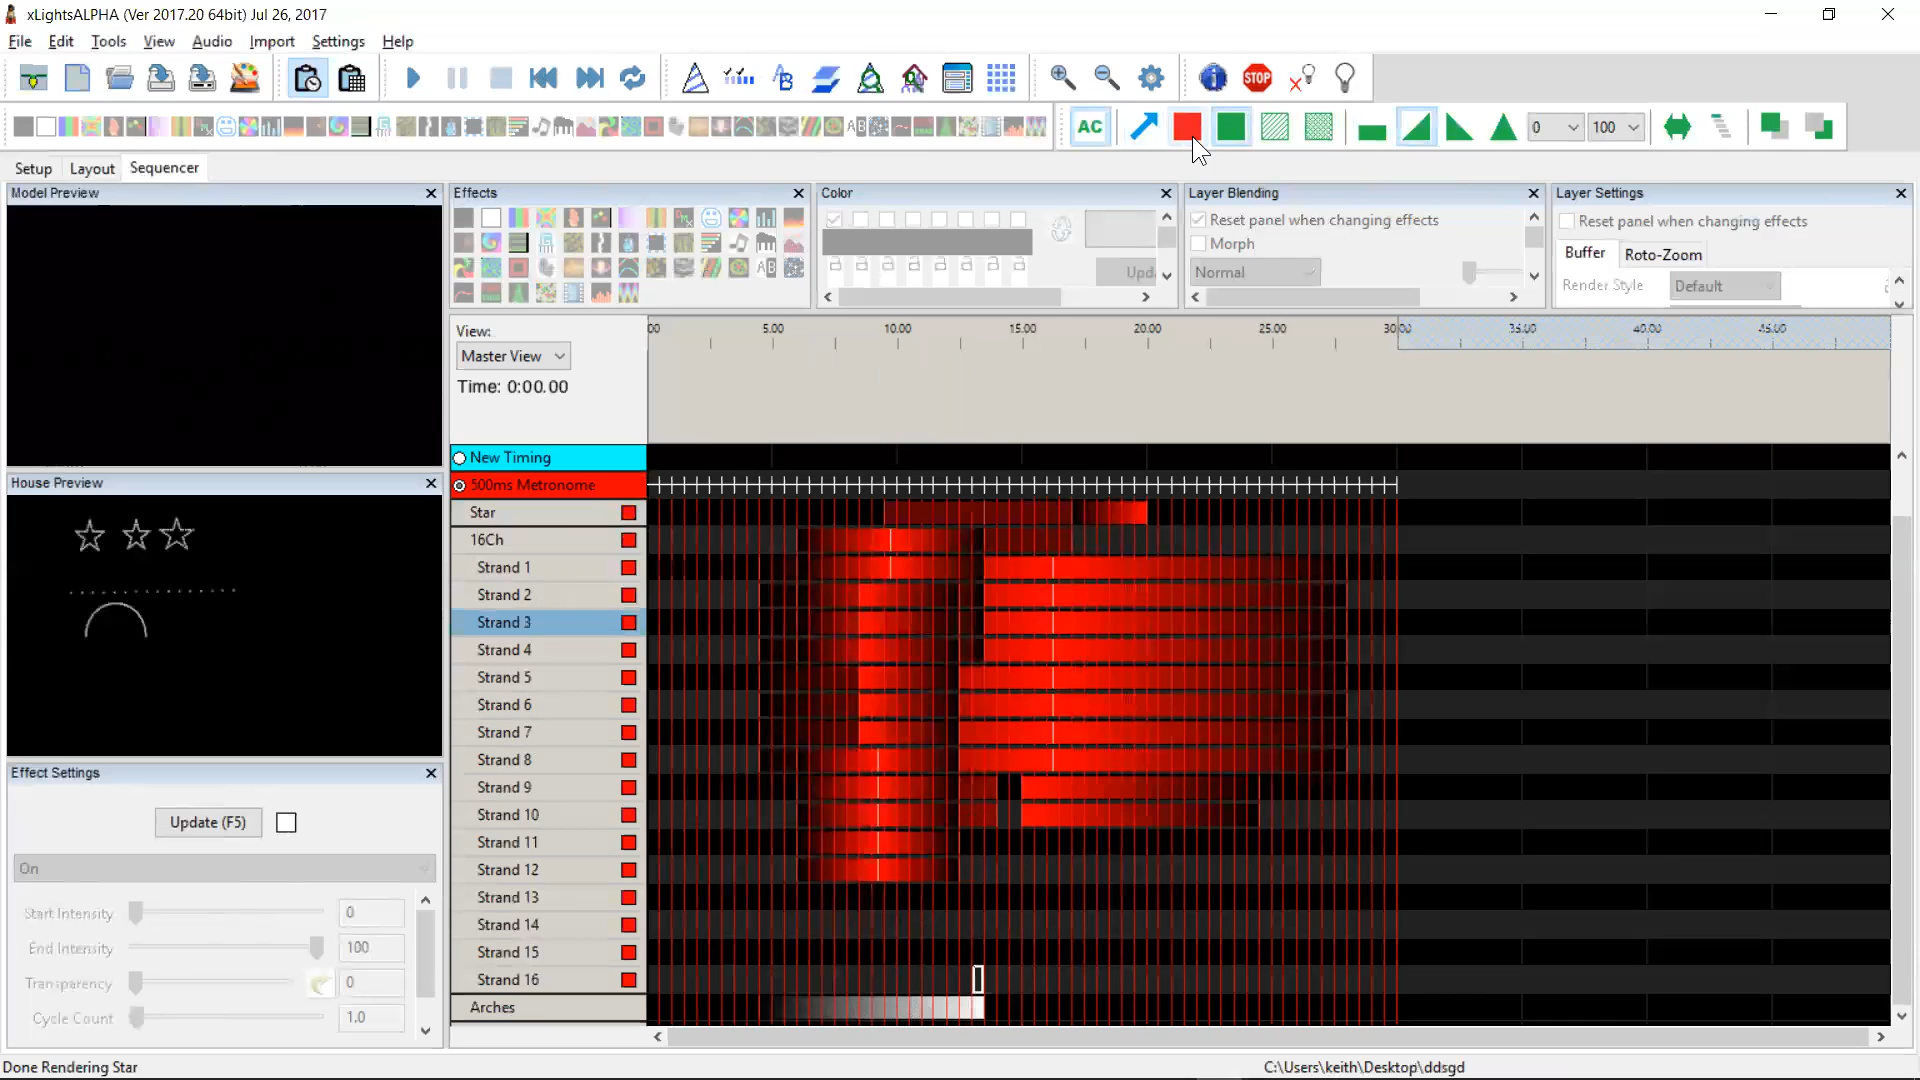 xLightsALPHA (Ver 2017.20 64bit) Jul 26, 2017
File Edit Tools View Audio Import Settings Help
STOP
AC 0 100
Setup Layout Sequencer
Model Preview
Effects
Color
Layer Blending
Layer Settings
Reset panel when changing effects
Reset panel when changing effects
Morph
Buffer Roto-Zoom
Normal
Render Style Default
View:
Master View
Time: 0:00.00
5.00 10.00 15.00 20.00 25.00 30.00 35.00 40.00 45.00
New Timing
500ms Metronome
Star
16Ch
Strand 1
Strand 2
Strand 3
Strand 4
Strand 5
Strand 6
Strand 7
Strand 8
Strand 9
Strand 10
Strand 11
Strand 12
Strand 13
Strand 14
Strand 15
Strand 16
Arches
House Preview
Effect Settings
Update (F5)
On
Start Intensity 0
End Intensity 100
Transparency 0
Cycle Count 1.0
Done Rendering Star
C:\Users\keith\Desktop\ddsgd